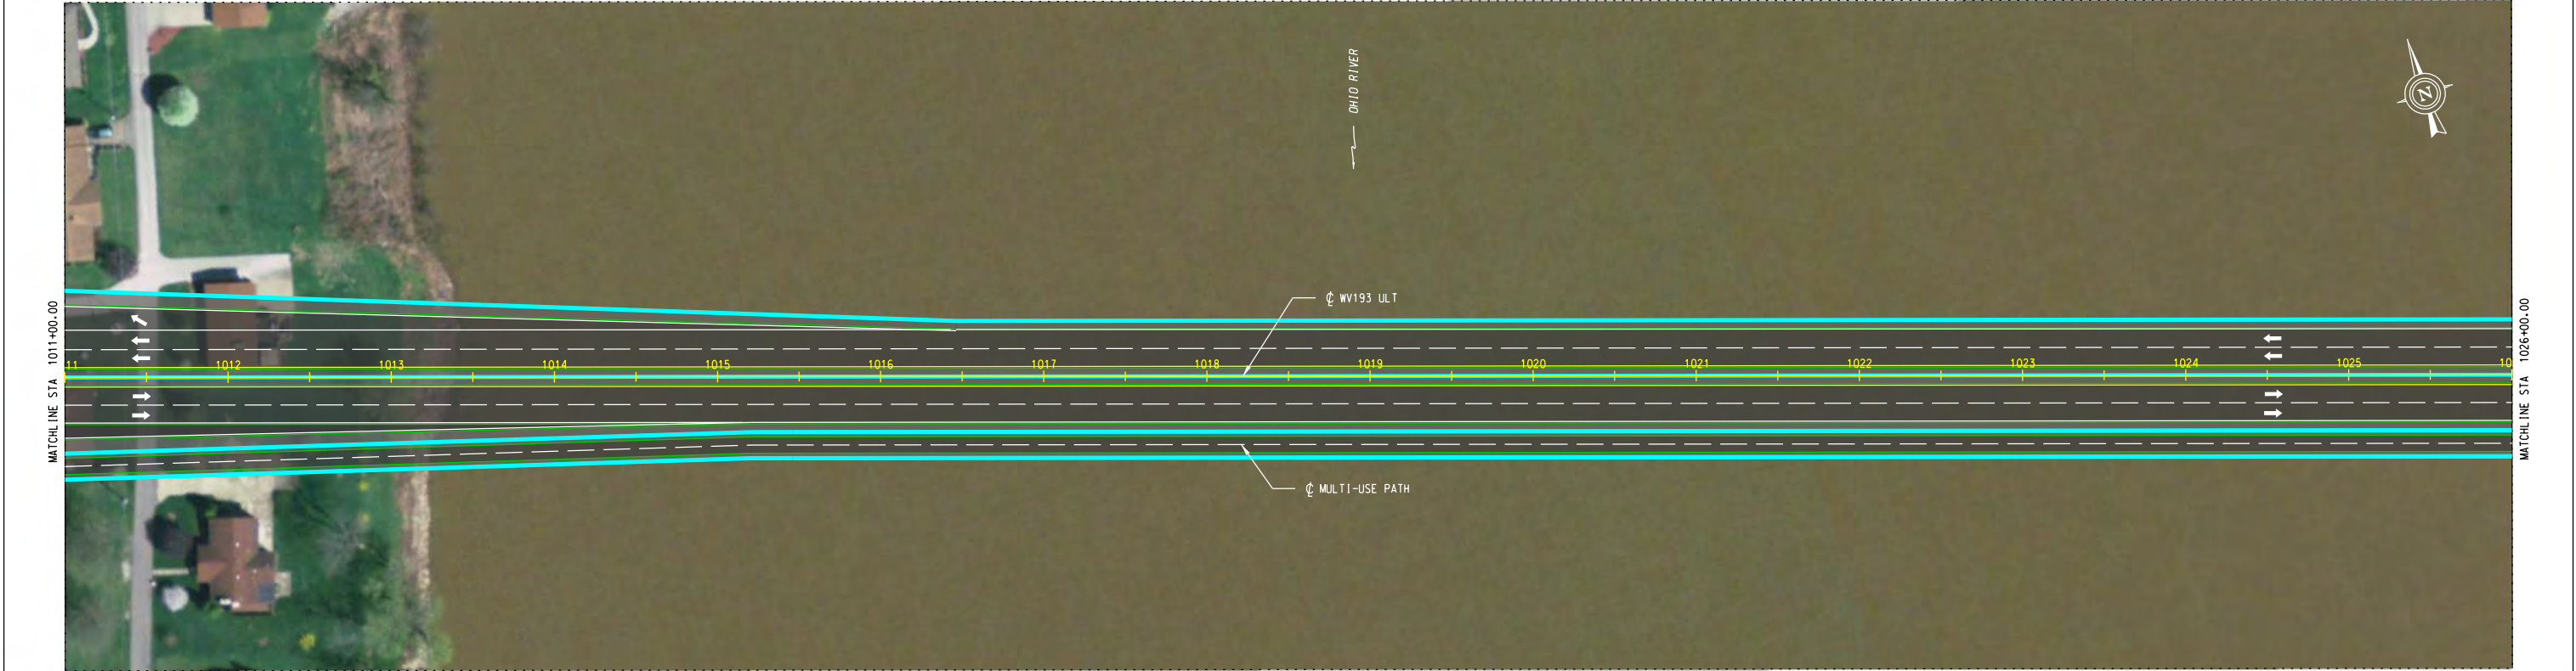 OHIO RIVER
N
℄ WV193 ULT
MATCHLINE STA 1011+00.00
11 1012 1013 1014 1015 1016 1017 1018 1019 1020 1021 1022 1023 1024 1025 10
MATCHLINE STA 1026+00.00
℄ MULTI-USE PATH